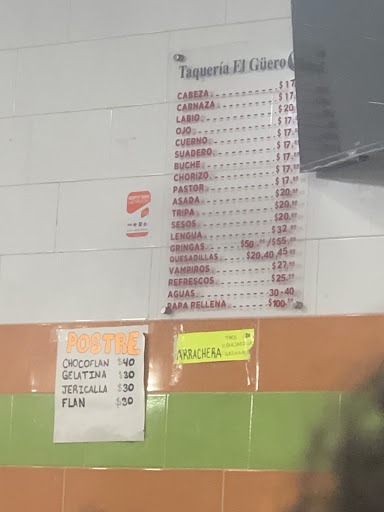 Taquería El Güero
CABEZA $17
CARNAZA $17
LABIO $20
OJO $17
CUERNO $17
SUADERO $17
BUCHE $17
CHORIZO $17
PASTOR $17
ASADA $20
TRIPA $20
SESOS $20
LENGUA $32
GRINGAS $50 / $55
QUESADILLAS $20,40,45
VAMPIROS $27
REFRESCOS $25
AGUAS 30-40
PAPA RELLENA $100
POSTRE
CHOCOFLAN $40
GELATINA $30
JERICALLA $30
FLAN $30
ARRACHERA